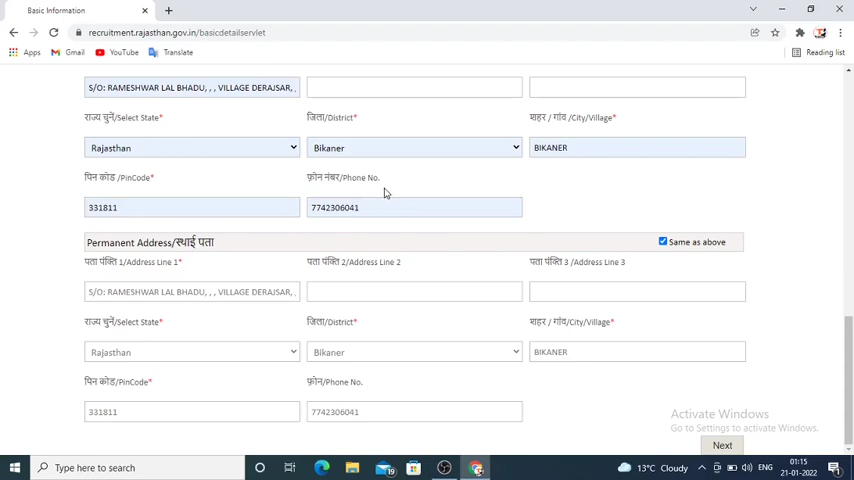 Basic Information
recruitment.rajasthan.gov.in/basicdetailservlet
Apps Gmail YouTube Translate Reading list
S/O: RAMESHWAR LAL BHADU, , , VILLAGE DERAJSAR, ,
राज्य चुनें/Select State* जिला/District* शहर / गांव /City/Village*
Rajasthan Bikaner BIKANER
पिन कोड /PinCode* फ़ोन नंबर/Phone No.
331811 7742306041
Permanent Address/स्थाई पता Same as above
पता पंक्ति 1/Address Line 1* पता पंक्ति 2/Address Line 2 पता पंक्ति 3 /Address Line 3
S/O: RAMESHWAR LAL BHADU, , , VILLAGE DERAJSAR, ,
राज्य चुनें/Select State* जिला/District* शहर / गांव/City/Village*
Rajasthan Bikaner BIKANER
पिन कोड/PinCode* फ़ोन/Phone No.
331811 7742306041
Activate Windows
Go to Settings to activate Windows.
Next
Type here to search 19 13°C Cloudy ENG 01:15
21-01-2022 1